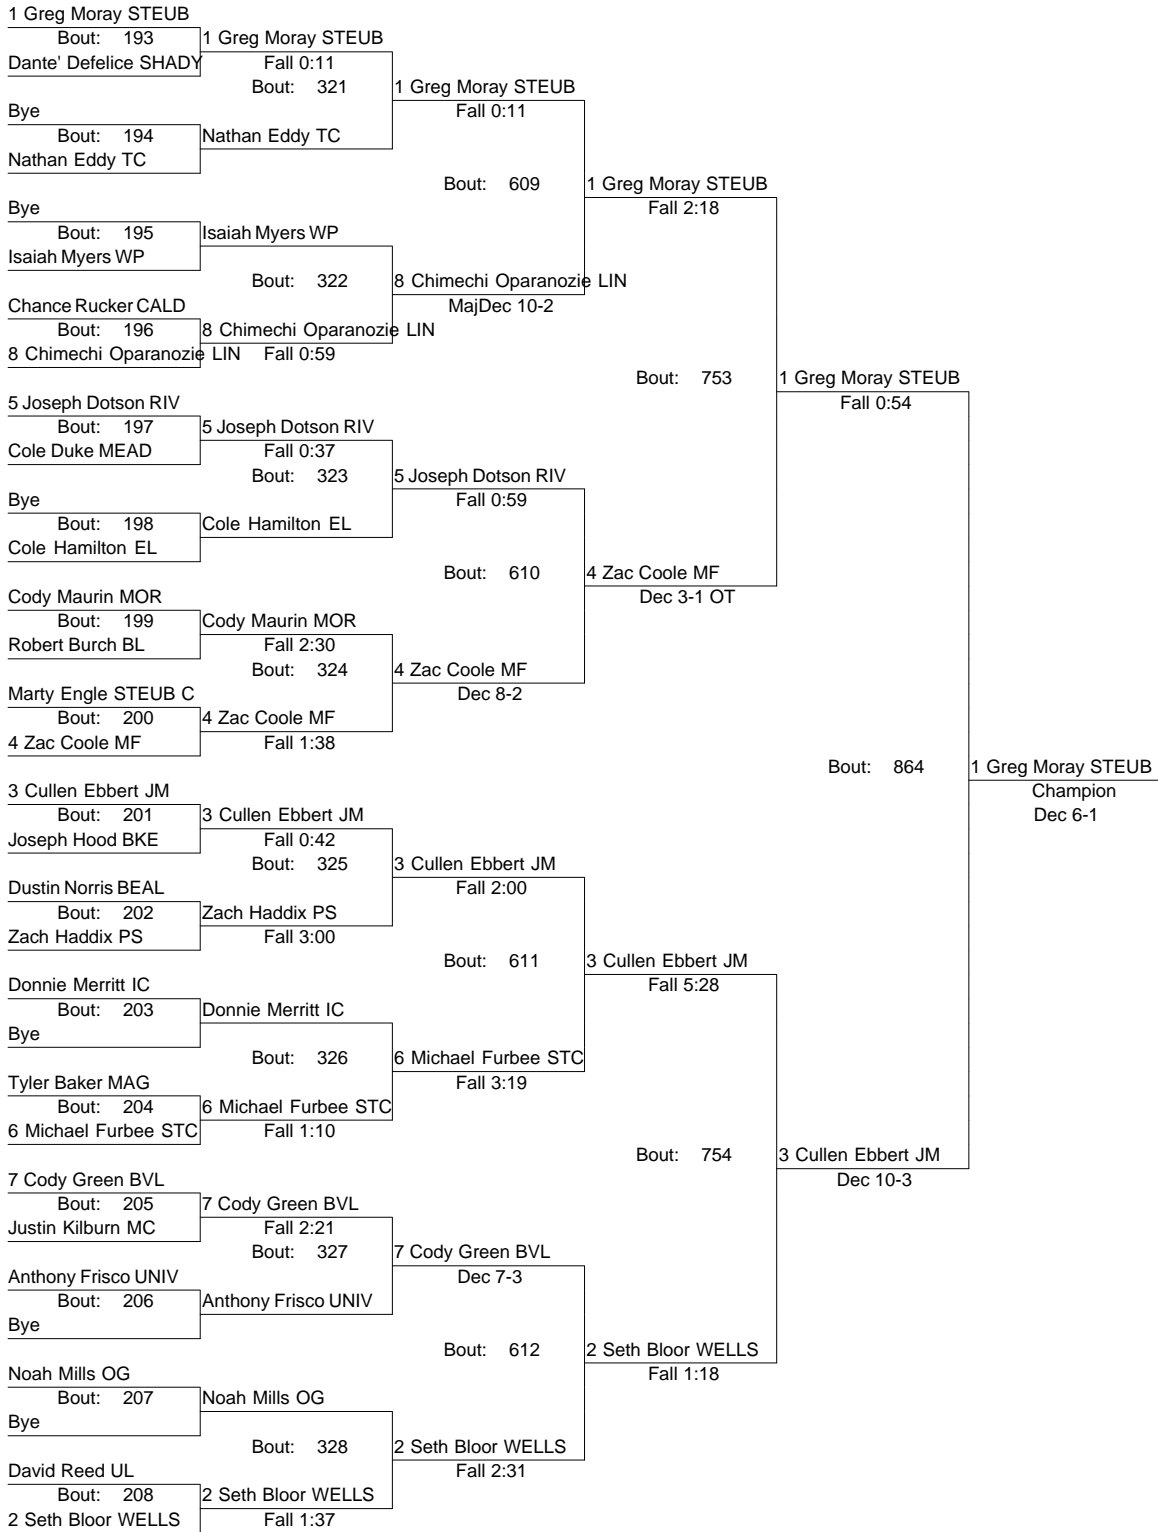 1 Greg Moray STEUB
Bout: 193
1 Greg Moray STEUB
Dante' Defelice SHADY
Fall 0:11
Bout: 321
1 Greg Moray STEUB
Bye
Fall 0:11
Bout: 194
Nathan Eddy TC
Nathan Eddy TC
Bout: 609
1 Greg Moray STEUB
Bye
Fall 2:18
Bout: 195
Isaiah Myers WP
Isaiah Myers WP
Bout: 322
8 Chimechi Oparanozie LIN
Chance Rucker CALD
MajDec 10-2
Bout: 196
8 Chimechi Oparanozie LIN
8 Chimechi Oparanozie LIN
Fall 0:59
Bout: 753
1 Greg Moray STEUB
5 Joseph Dotson RIV
Fall 0:54
Bout: 197
5 Joseph Dotson RIV
Cole Duke MEAD
Fall 0:37
Bout: 323
5 Joseph Dotson RIV
Bye
Fall 0:59
Bout: 198
Cole Hamilton EL
Cole Hamilton EL
Bout: 610
4 Zac Coole MF
Cody Maurin MOR
Dec 3-1 OT
Bout: 199
Cody Maurin MOR
Robert Burch BL
Fall 2:30
Bout: 324
4 Zac Coole MF
Marty Engle STEUB C
Dec 8-2
Bout: 200
4 Zac Coole MF
4 Zac Coole MF
Fall 1:38
Bout: 864
1 Greg Moray STEUB
3 Cullen Ebbert JM
Champion
Bout: 201
3 Cullen Ebbert JM
Dec 6-1
Joseph Hood BKE
Fall 0:42
Bout: 325
3 Cullen Ebbert JM
Dustin Norris BEAL
Fall 2:00
Bout: 202
Zach Haddix PS
Zach Haddix PS
Fall 3:00
Bout: 611
3 Cullen Ebbert JM
Donnie Merritt IC
Fall 5:28
Bout: 203
Donnie Merritt IC
Bye
Bout: 326
6 Michael Furbee STC
Tyler Baker MAG
Fall 3:19
Bout: 204
6 Michael Furbee STC
6 Michael Furbee STC
Fall 1:10
Bout: 754
3 Cullen Ebbert JM
7 Cody Green BVL
Dec 10-3
Bout: 205
7 Cody Green BVL
Justin Kilburn MC
Fall 2:21
Bout: 327
7 Cody Green BVL
Anthony Frisco UNIV
Dec 7-3
Bout: 206
Anthony Frisco UNIV
Bye
Bout: 612
2 Seth Bloor WELLS
Noah Mills OG
Fall 1:18
Bout: 207
Noah Mills OG
Bye
Bout: 328
2 Seth Bloor WELLS
David Reed UL
Fall 2:31
Bout: 208
2 Seth Bloor WELLS
2 Seth Bloor WELLS
Fall 1:37